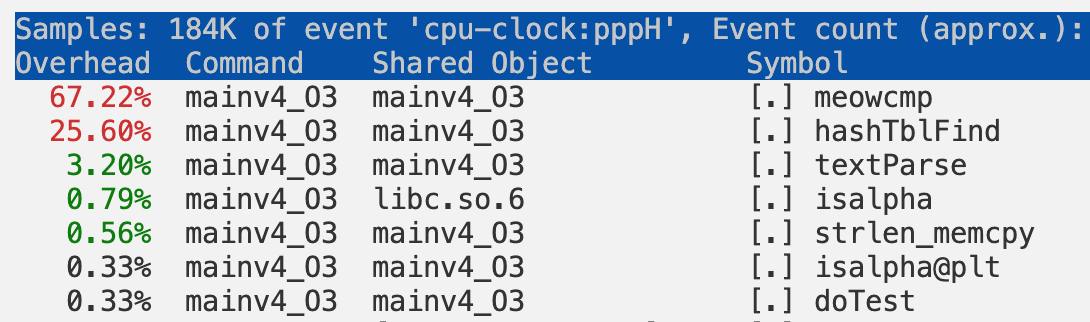 Samples: 184K of event 'cpu-clock:pppH', Event count (approx.):
Overhead Command Shared Object Symbol
67.22% mainv4_O3 mainv4_O3 [.] meowcmp
25.60% mainv4_O3 mainv4_O3 [.] hashTblFind
3.20% mainv4_O3 mainv4_O3 [.] textParse
0.79% mainv4_O3 libc.so.6 [.] isalpha
0.56% mainv4_O3 mainv4_O3 [.] strlen_memcpy
0.33% mainv4_O3 mainv4_O3 [.] isalpha@plt
0.33% mainv4_O3 mainv4_O3 [.] doTest